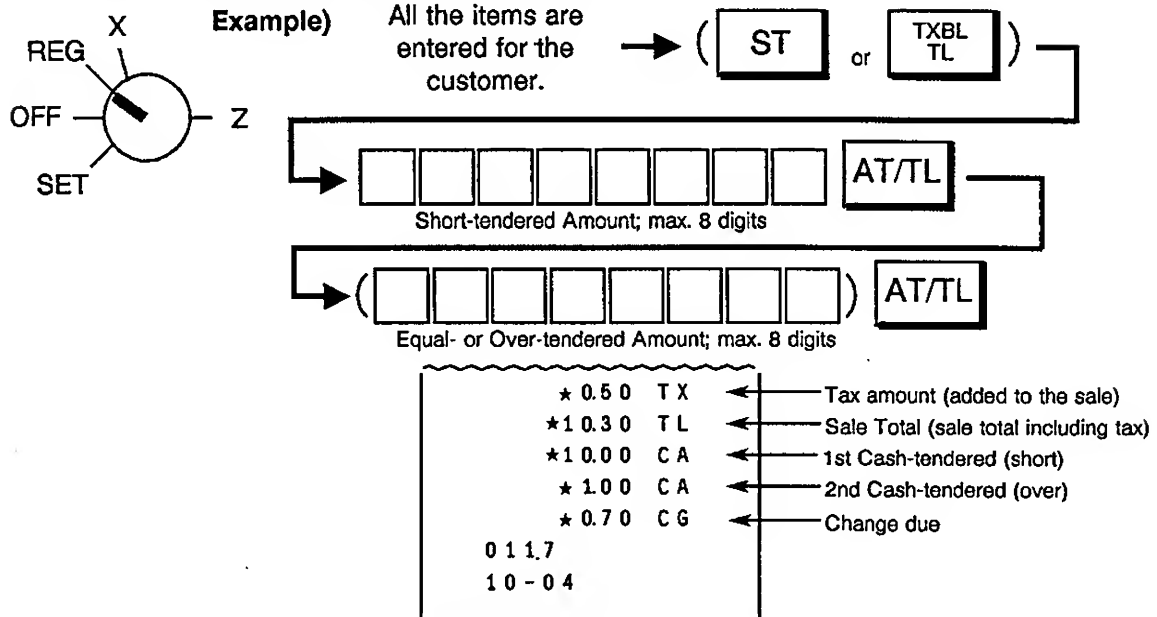 Example)
All the items are
entered for the
customer.
( ST or TXBL
TL )
X
REG
OFF
Z
SET
AT/TL
Short-tendered Amount; max. 8 digits
( ) AT/TL
Equal- or Over-tendered Amount; max. 8 digits
★0.50 TX Tax amount (added to the sale)
★10.30 TL Sale Total (sale total including tax)
★10.00 CA 1st Cash-tendered (short)
★1.00 CA 2nd Cash-tendered (over)
★0.70 CG Change due
011.7
10-04